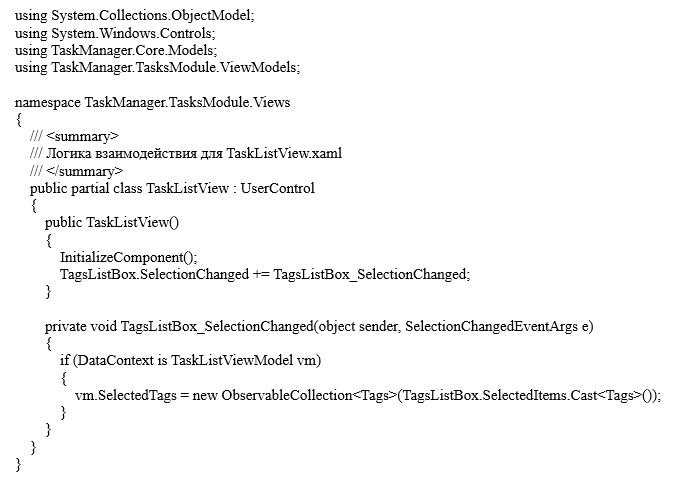 using System.Collections.ObjectModel;
using System.Windows.Controls;
using TaskManager.Core.Models;
using TaskManager.TasksModule.ViewModels;

namespace TaskManager.TasksModule.Views
{
    /// <summary>
    /// Логика взаимодействия для TaskListView.xaml
    /// </summary>
    public partial class TaskListView : UserControl
    {
        public TaskListView()
        {
            InitializeComponent();
            TagsListBox.SelectionChanged += TagsListBox_SelectionChanged;
        }

        private void TagsListBox_SelectionChanged(object sender, SelectionChangedEventArgs e)
        {
            if (DataContext is TaskListViewModel vm)
            {
                vm.SelectedTags = new ObservableCollection<Tags>(TagsListBox.SelectedItems.Cast<Tags>());
            }
        }
    }
}